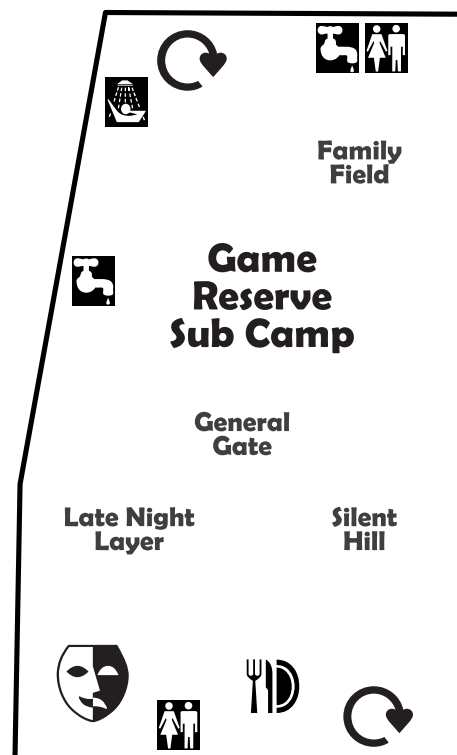 Family
Field
Game
Reserve
Sub Camp
General
Gate
Late Night
Layer
Silent
Hill